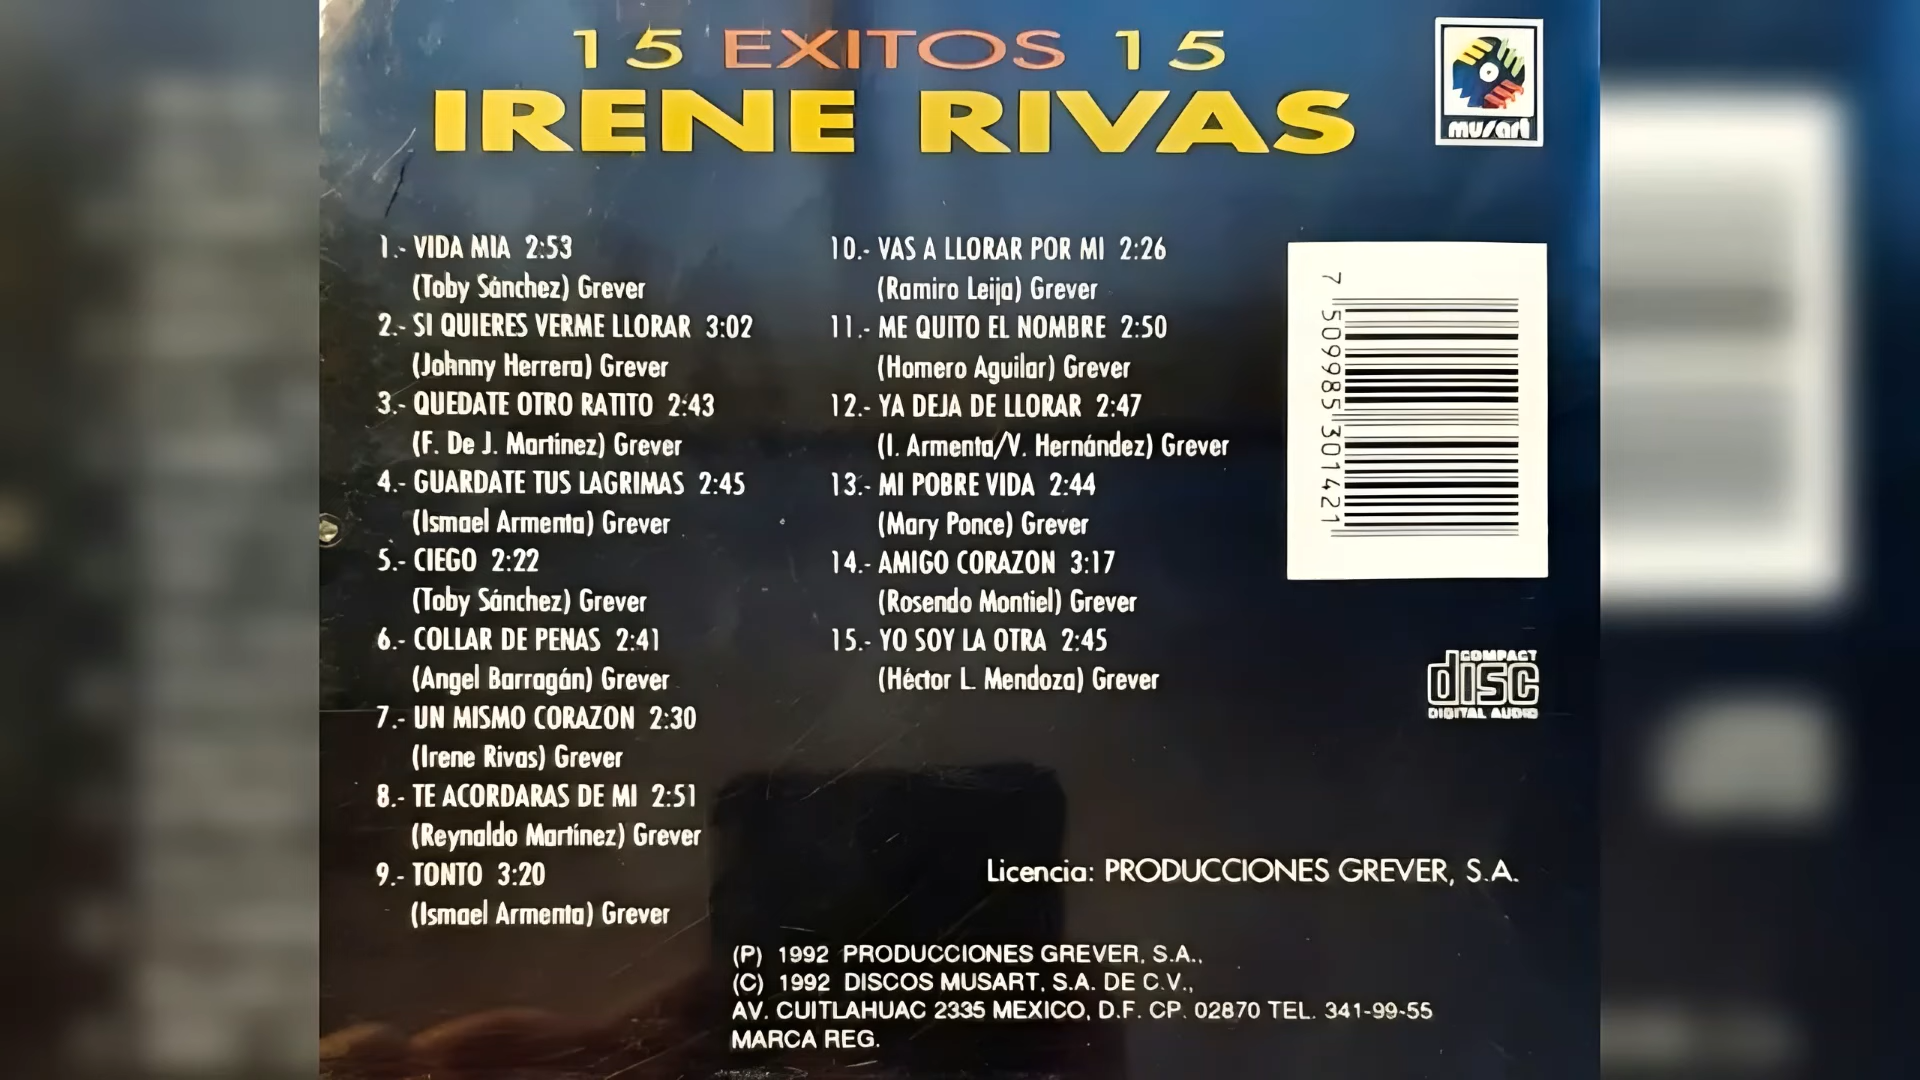 15 EXITOS 15
IRENE RIVAS
musart
1.- VIDA MIA 2:53
(Toby Sánchez) Grever
2.- SI QUIERES VERME LLORAR 3:02
(Johnny Herrera) Grever
3.- QUEDATE OTRO RATITO 2:43
(F. De J. Martínez) Grever
4.- GUARDATE TUS LAGRIMAS 2:45
(Ismael Armenta) Grever
5.- CIEGO 2:22
(Toby Sánchez) Grever
6.- COLLAR DE PENAS 2:41
(Angel Barragán) Grever
7.- UN MISMO CORAZON 2:30
(Irene Rivas) Grever
8.- TE ACORDARAS DE MI 2:51
(Reynaldo Martínez) Grever
9.- TONTO 3:20
(Ismael Armenta) Grever
10.- VAS A LLORAR POR MI 2:26
(Ramiro Leija) Grever
11.- ME QUITO EL NOMBRE 2:50
(Homero Aguilar) Grever
12.- YA DEJA DE LLORAR 2:47
(I. Armenta/V. Hernández) Grever
13.- MI POBRE VIDA 2:44
(Mary Ponce) Grever
14.- AMIGO CORAZON 3:17
(Rosendo Montiel) Grever
15.- YO SOY LA OTRA 2:45
(Héctor L. Mendoza) Grever
7 509985 301421
COMPACT
disc
DIGITAL AUDIO
Licencia: PRODUCCIONES GREVER, S.A.
(P) 1992 PRODUCCIONES GREVER, S.A.,
(C) 1992 DISCOS MUSART, S.A. DE C.V.,
AV. CUITLAHUAC 2335 MEXICO, D.F. CP. 02870 TEL. 341-99-55
MARCA REG.